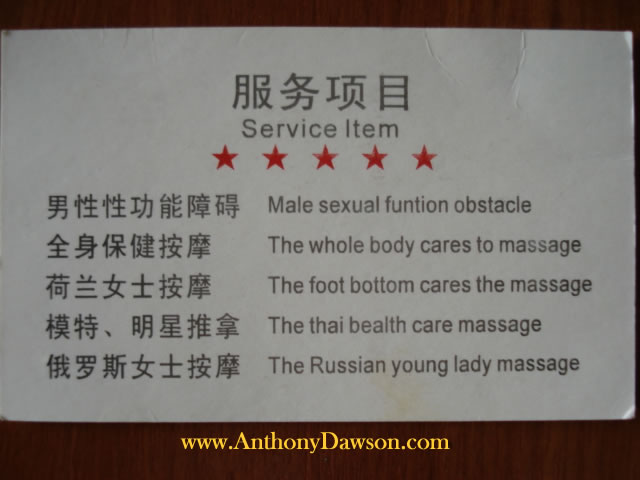 服务项目
Service Item
男性性功能障碍 Male sexual funtion obstacle
全身保健按摩 The whole body cares to massage
荷兰女士按摩 The foot bottom cares the massage
模特、明星推拿 The thai bealth care massage
俄罗斯女士按摩 The Russian young lady massage
www.AnthonyDawson.com